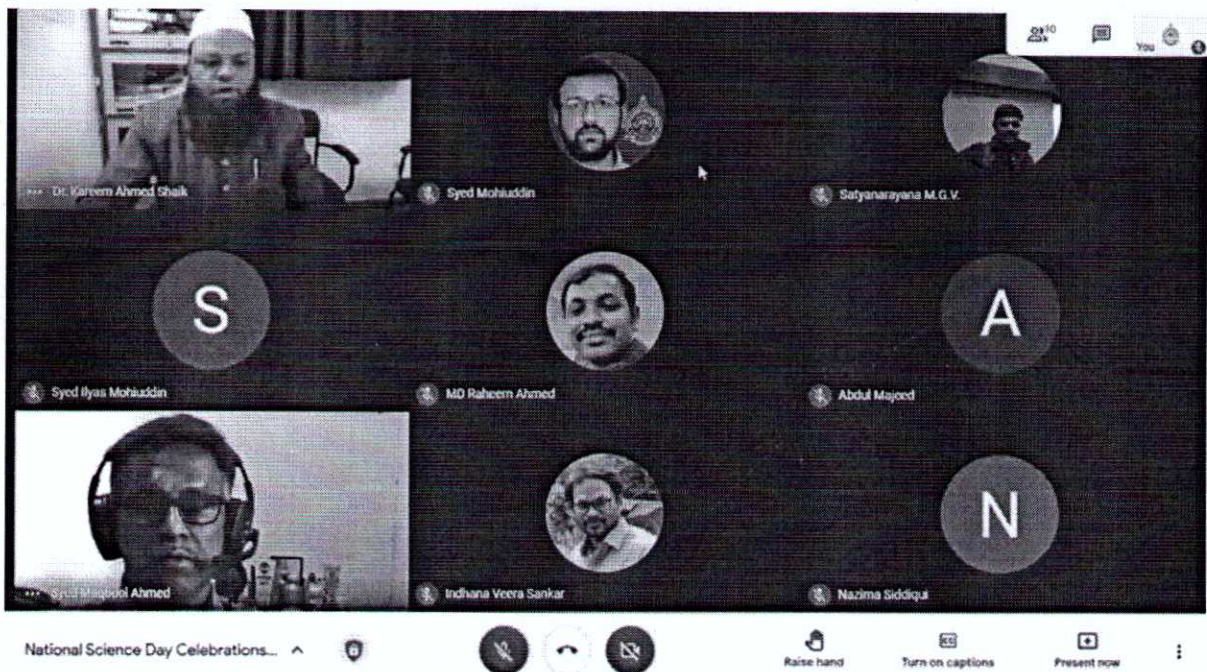 10
You
Dr. Kareem Ahmed Shaik
Syed Mohiuddin
Satyanarayana M.G.V.
S
A
Syed Ilyas Mohiuddin
MD Raheem Ahmed
Abdul Majeed
N
Syed Maqbool Ahmed
Indhana Veera Sankar
Nazima Siddiqui
National Science Day Celebrations...
Raise hand
Turn on captions
Present now